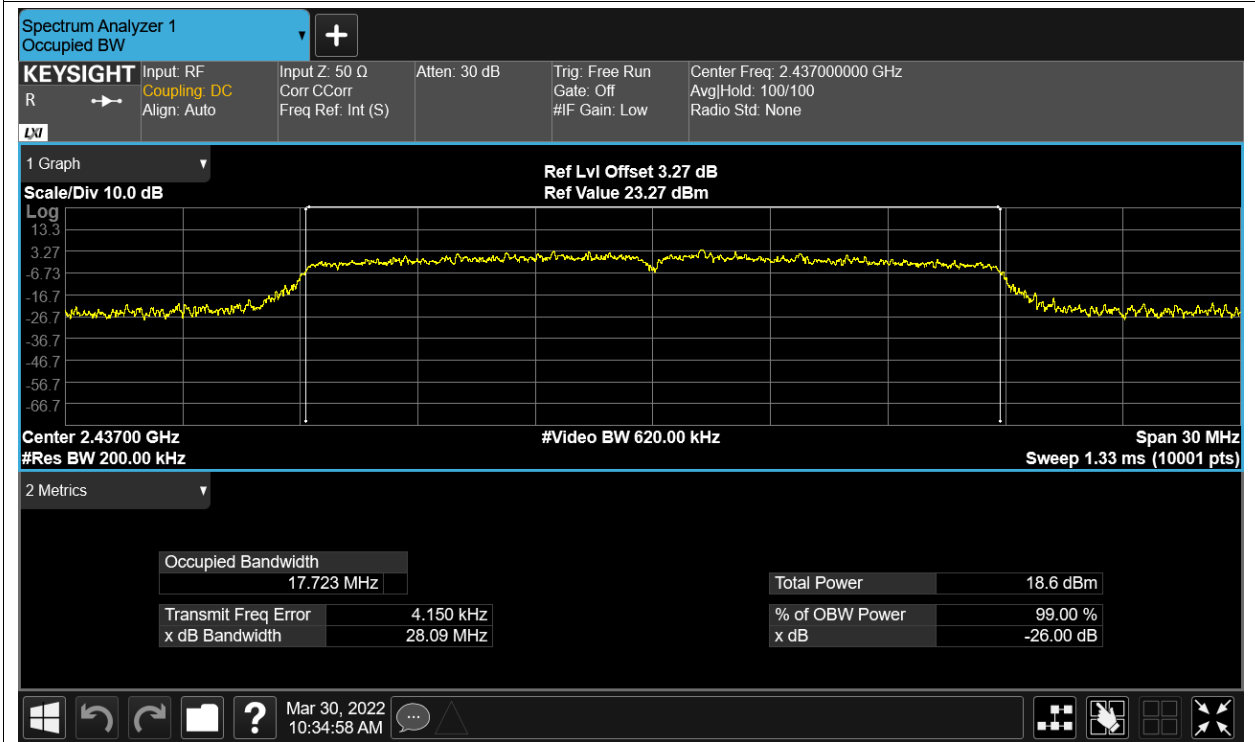 Spectrum Analyzer 1
Occupied BW
+
KEYSIGHT Input: RF Input Z: 50 Ω Atten: 30 dB Trig: Free Run Center Freq: 2.437000000 GHz
R Coupling: DC Corr CCorr Gate: Off Avg|Hold: 100/100
Align: Auto Freq Ref: Int (S) #IF Gain: Low Radio Std: None
LXI
1 Graph
Ref Lvl Offset 3.27 dB
Scale/Div 10.0 dB Ref Value 23.27 dBm
Log
13.3
3.27
-6.73
-16.7
-26.7
-36.7
-46.7
-56.7
-66.7
Center 2.43700 GHz #Video BW 620.00 kHz Span 30 MHz
#Res BW 200.00 kHz Sweep 1.33 ms (10001 pts)
2 Metrics
Occupied Bandwidth
17.723 MHz Total Power 18.6 dBm
Transmit Freq Error 4.150 kHz % of OBW Power 99.00 %
x dB Bandwidth 28.09 MHz x dB -26.00 dB
? Mar 30, 2022
10:34:58 AM